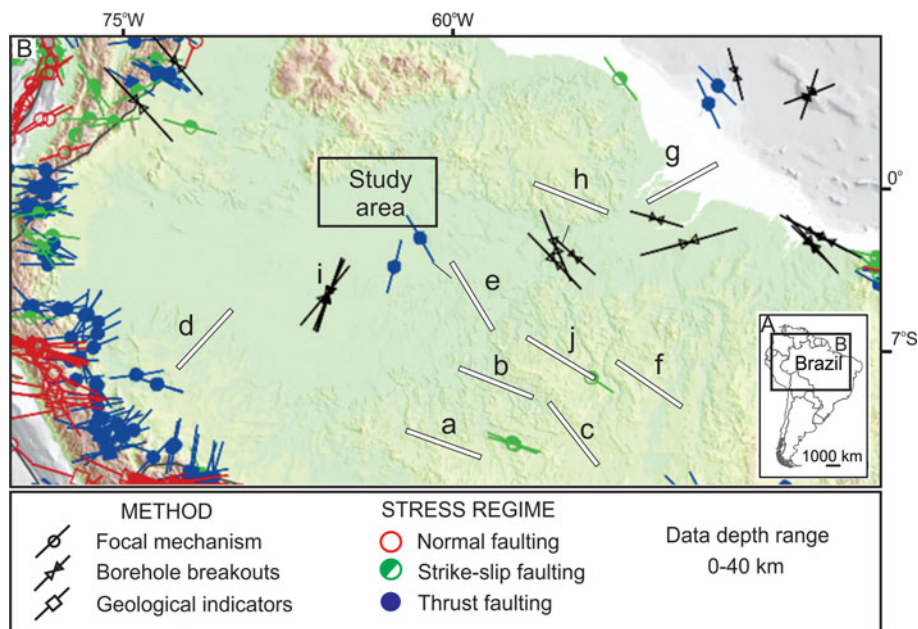 75°W
60°W
B
h
g
0°
Study
area
i
e
d
j
7°S
b
f
a
c
A
B
Brazil
1000 km
METHOD
Focal mechanism
Borehole breakouts
Geological indicators
STRESS REGIME
Normal faulting
Strike-slip faulting
Thrust faulting
Data depth range
0-40 km